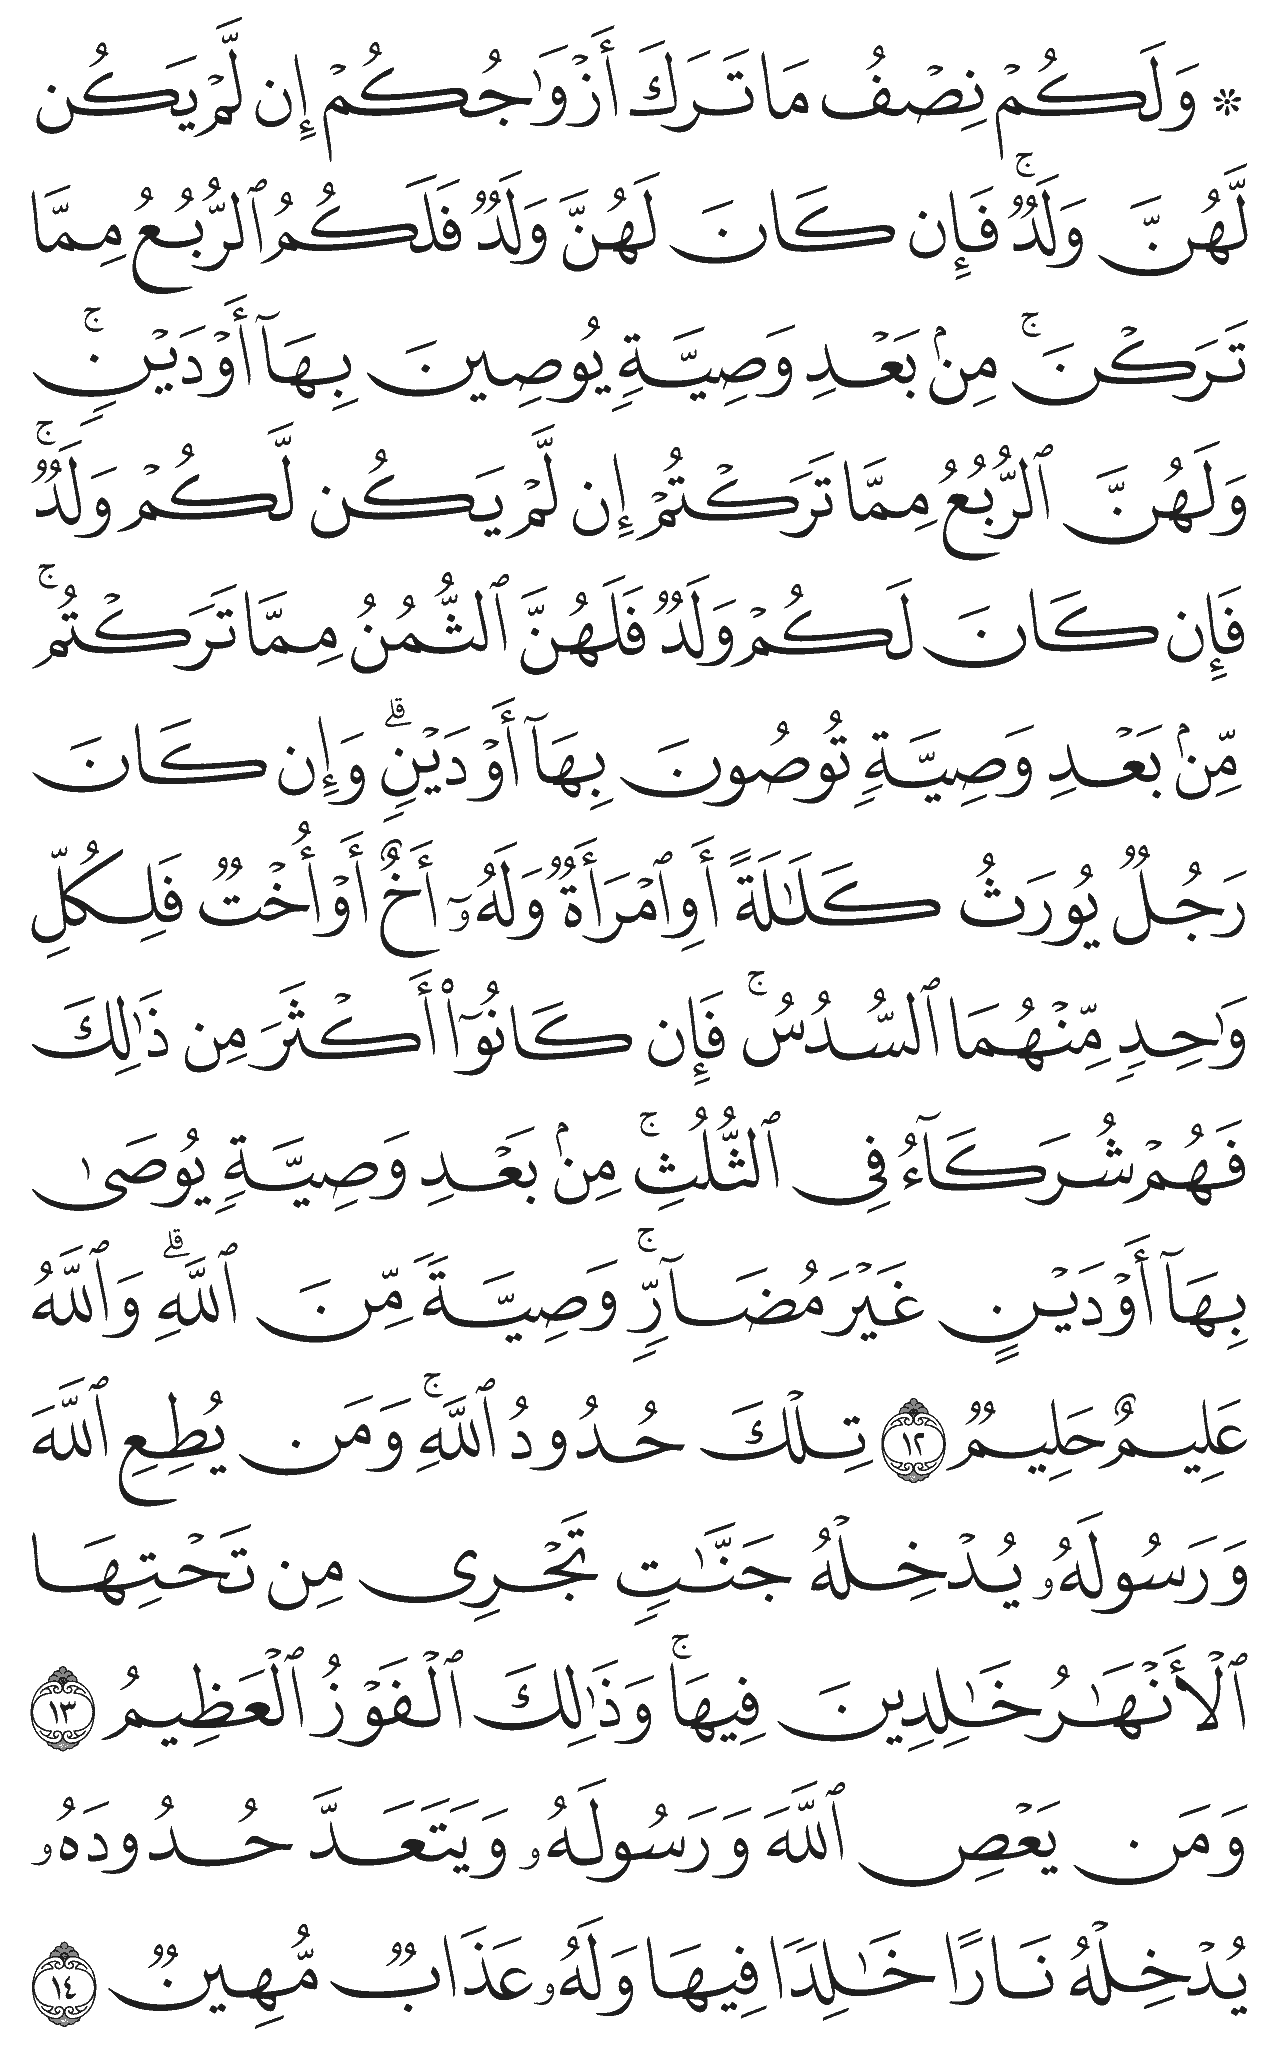 ۞ وَلَكُمْ نِصْفُ مَا تَرَكَ أَزْوَٰجُكُمْ إِن لَّمْ يَكُن
لَّهُنَّ وَلَدٌۭ ۚ فَإِن كَانَ لَهُنَّ وَلَدٌۭ فَلَكُمُ ٱلرُّبُعُ مِمَّا
تَرَكْنَ ۚ مِنۢ بَعْدِ وَصِيَّةٍۢ يُوصِينَ بِهَآ أَوْ دَيْنٍۢ ۚ
وَلَهُنَّ ٱلرُّبُعُ مِمَّا تَرَكْتُمْ إِن لَّمْ يَكُن لَّكُمْ وَلَدٌۭ ۚ
فَإِن كَانَ لَكُمْ وَلَدٌۭ فَلَهُنَّ ٱلثُّمُنُ مِمَّا تَرَكْتُم ۚ
مِّنۢ بَعْدِ وَصِيَّةٍۢ تُوصُونَ بِهَآ أَوْ دَيْنٍۢ ۗ وَإِن كَانَ
رَجُلٌۭ يُورَثُ كَلَـٰلَةً أَوِ ٱمْرَأَةٌۭ وَلَهُۥٓ أَخٌ أَوْ أُخْتٌۭ فَلِكُلِّ
وَٰحِدٍۢ مِّنْهُمَا ٱلسُّدُسُ ۚ فَإِن كَانُوٓا۟ أَكْثَرَ مِن ذَٰلِكَ
فَهُمْ شُرَكَآءُ فِى ٱلثُّلُثِ ۚ مِنۢ بَعْدِ وَصِيَّةٍۢ يُوصَىٰ
بِهَآ أَوْ دَيْنٍ غَيْرَ مُضَآرٍّۢ ۚ وَصِيَّةًۭ مِّنَ ٱللَّهِ ۗ وَٱللَّهُ
عَلِيمٌ حَلِيمٌۭ ١٢ تِلْكَ حُدُودُ ٱللَّهِ ۚ وَمَن يُطِعِ ٱللَّهَ
وَرَسُولَهُۥ يُدْخِلْهُ جَنَّـٰتٍۢ تَجْرِى مِن تَحْتِهَا
ٱلْأَنْهَـٰرُ خَـٰلِدِينَ فِيهَا ۚ وَذَٰلِكَ ٱلْفَوْزُ ٱلْعَظِيمُ ١٣
وَمَن يَعْصِ ٱللَّهَ وَرَسُولَهُۥ وَيَتَعَدَّ حُدُودَهُۥ
يُدْخِلْهُ نَارًا خَـٰلِدًۭا فِيهَا وَلَهُۥ عَذَابٌۭ مُّهِينٌۭ ١٤